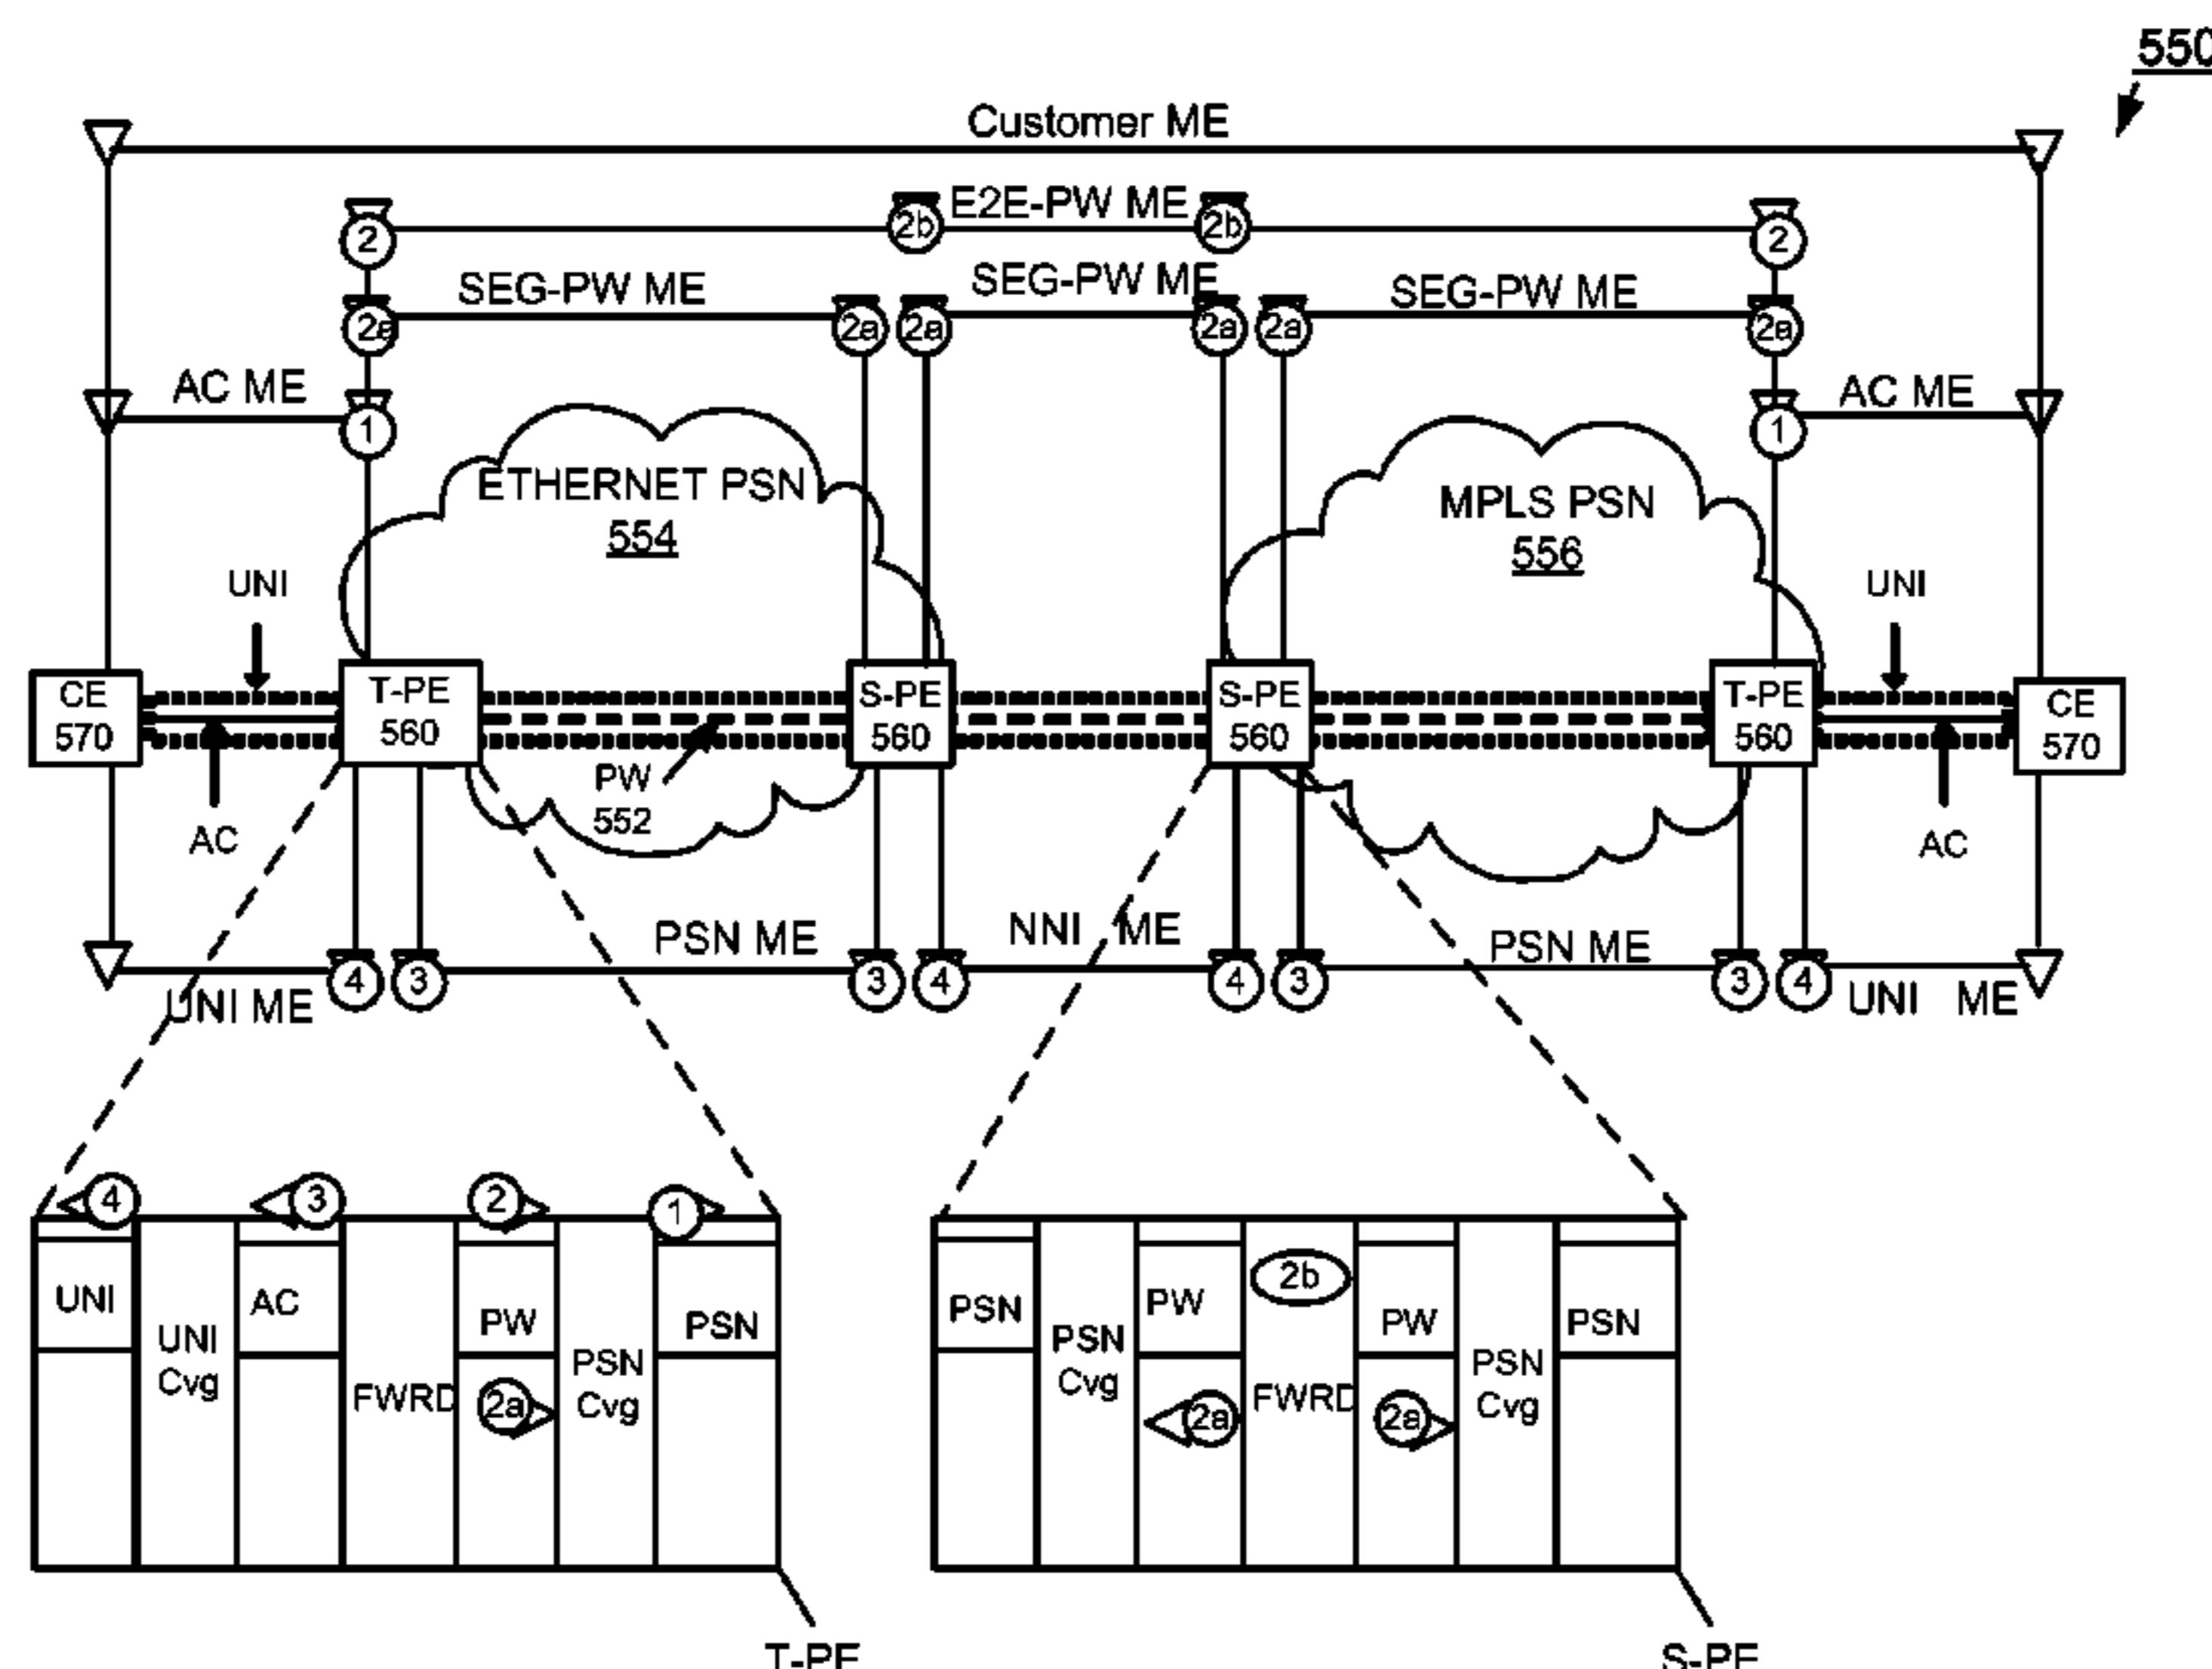 550
Customer ME
2b E2E-PW ME 2b
2 2
SEG-PW ME SEG-PW ME SEG-PW ME
2a 2a 2a 2a 2a 2a
AC ME AC ME
1 1
ETHERNET PSN
554
MPLS PSN
556
UNI UNI
CE
570
T-PE
560
S-PE
560
S-PE
560
T-PE
560
CE
570
PW
552
AC AC
PSN ME NNI ME PSN ME
4 3 3 4 4 3 3 4
UNI ME UNI ME
4 3 2 1
UNI
UNI
Cvg
AC
FWRD
PW
2a
PSN
Cvg
PSN
PSN
PSN
Cvg
PW
2a
2b
FWRD
PW
2a
PSN
Cvg
PSN
T-PE S-PE